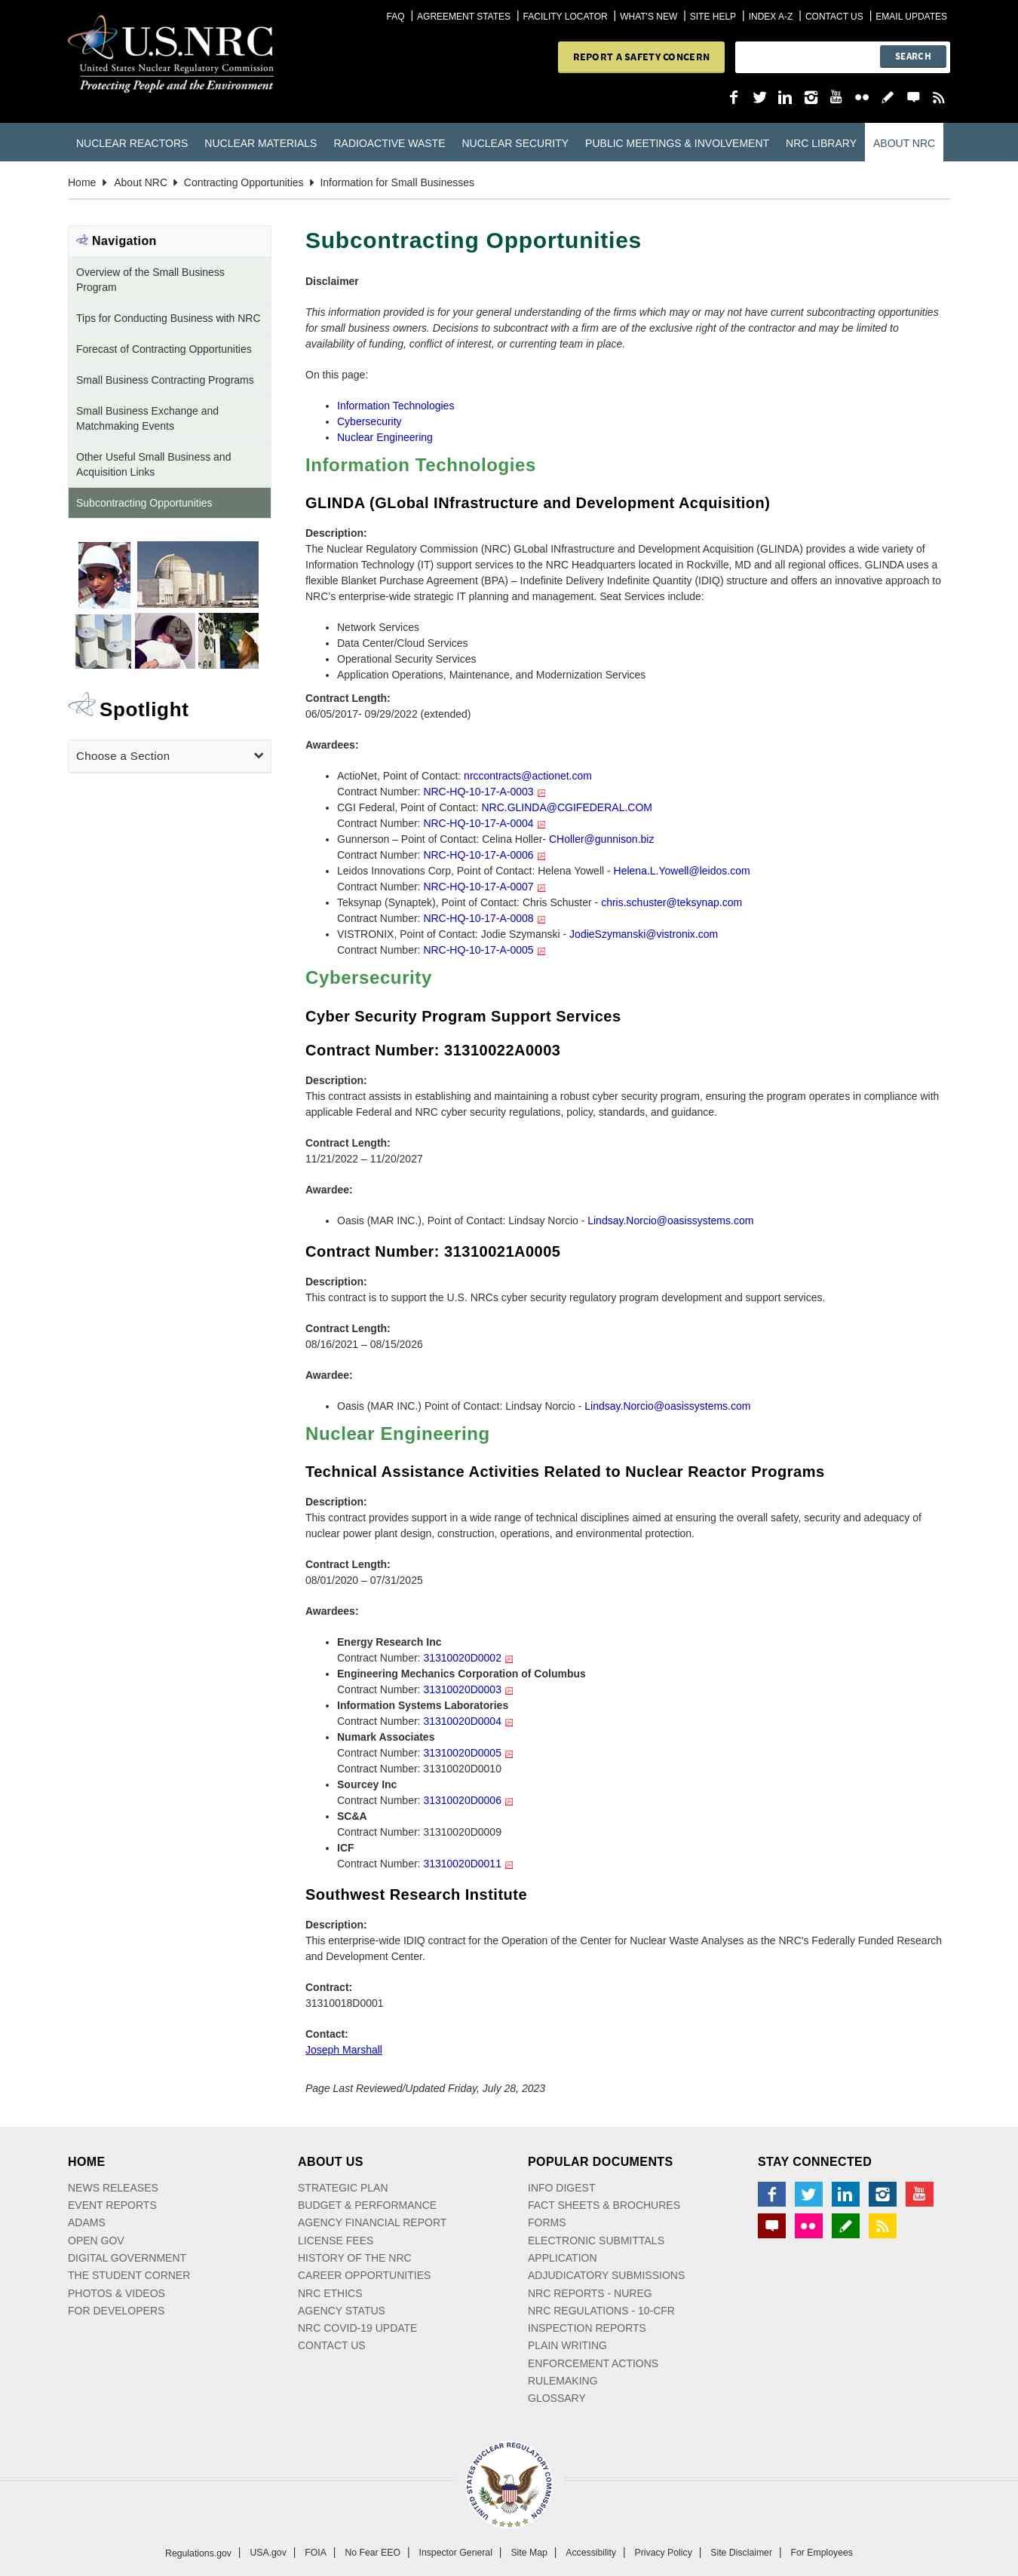 U.S.NRC
United States Nuclear Regulatory Commission
Protecting People and the Environment
FAQ | AGREEMENT STATES | FACILITY LOCATOR | WHAT'S NEW | SITE HELP | INDEX A-Z | CONTACT US | EMAIL UPDATES
REPORT A SAFETY CONCERN
SEARCH
NUCLEAR REACTORS NUCLEAR MATERIALS RADIOACTIVE WASTE NUCLEAR SECURITY PUBLIC MEETINGS & INVOLVEMENT NRC LIBRARY ABOUT NRC
Home About NRC Contracting Opportunities Information for Small Businesses
Navigation
Overview of the Small Business
Program
Tips for Conducting Business with NRC
Forecast of Contracting Opportunities
Small Business Contracting Programs
Small Business Exchange and
Matchmaking Events
Other Useful Small Business and
Acquisition Links
Subcontracting Opportunities
Spotlight
Choose a Section
Subcontracting Opportunities
Disclaimer
This information provided is for your general understanding of the firms which may or may not have current subcontracting opportunities
for small business owners. Decisions to subcontract with a firm are of the exclusive right of the contractor and may be limited to
availability of funding, conflict of interest, or currenting team in place.
On this page:
• Information Technologies
• Cybersecurity
• Nuclear Engineering
Information Technologies
GLINDA (GLobal INfrastructure and Development Acquisition)
Description:
The Nuclear Regulatory Commission (NRC) GLobal INfrastructure and Development Acquisition (GLINDA) provides a wide variety of
Information Technology (IT) support services to the NRC Headquarters located in Rockville, MD and all regional offices. GLINDA uses a
flexible Blanket Purchase Agreement (BPA) – Indefinite Delivery Indefinite Quantity (IDIQ) structure and offers an innovative approach to
NRC's enterprise-wide strategic IT planning and management. Seat Services include:
• Network Services
• Data Center/Cloud Services
• Operational Security Services
• Application Operations, Maintenance, and Modernization Services
Contract Length:
06/05/2017- 09/29/2022 (extended)
Awardees:
• ActioNet, Point of Contact: nrccontracts@actionet.com
Contract Number: NRC-HQ-10-17-A-0003
• CGI Federal, Point of Contact: NRC.GLINDA@CGIFEDERAL.COM
Contract Number: NRC-HQ-10-17-A-0004
• Gunnerson – Point of Contact: Celina Holler- CHoller@gunnison.biz
Contract Number: NRC-HQ-10-17-A-0006
• Leidos Innovations Corp, Point of Contact: Helena Yowell - Helena.L.Yowell@leidos.com
Contract Number: NRC-HQ-10-17-A-0007
• Teksynap (Synaptek), Point of Contact: Chris Schuster - chris.schuster@teksynap.com
Contract Number: NRC-HQ-10-17-A-0008
• VISTRONIX, Point of Contact: Jodie Szymanski - JodieSzymanski@vistronix.com
Contract Number: NRC-HQ-10-17-A-0005
Cybersecurity
Cyber Security Program Support Services
Contract Number: 31310022A0003
Description:
This contract assists in establishing and maintaining a robust cyber security program, ensuring the program operates in compliance with
applicable Federal and NRC cyber security regulations, policy, standards, and guidance.
Contract Length:
11/21/2022 – 11/20/2027
Awardee:
• Oasis (MAR INC.), Point of Contact: Lindsay Norcio - Lindsay.Norcio@oasissystems.com
Contract Number: 31310021A0005
Description:
This contract is to support the U.S. NRCs cyber security regulatory program development and support services.
Contract Length:
08/16/2021 – 08/15/2026
Awardee:
• Oasis (MAR INC.) Point of Contact: Lindsay Norcio - Lindsay.Norcio@oasissystems.com
Nuclear Engineering
Technical Assistance Activities Related to Nuclear Reactor Programs
Description:
This contract provides support in a wide range of technical disciplines aimed at ensuring the overall safety, security and adequacy of
nuclear power plant design, construction, operations, and environmental protection.
Contract Length:
08/01/2020 – 07/31/2025
Awardees:
• Energy Research Inc
Contract Number: 31310020D0002
• Engineering Mechanics Corporation of Columbus
Contract Number: 31310020D0003
• Information Systems Laboratories
Contract Number: 31310020D0004
• Numark Associates
Contract Number: 31310020D0005
Contract Number: 31310020D0010
• Sourcey Inc
Contract Number: 31310020D0006
• SC&A
Contract Number: 31310020D0009
• ICF
Contract Number: 31310020D0011
Southwest Research Institute
Description:
This enterprise-wide IDIQ contract for the Operation of the Center for Nuclear Waste Analyses as the NRC's Federally Funded Research
and Development Center.
Contract:
31310018D0001
Contact:
Joseph Marshall
Page Last Reviewed/Updated Friday, July 28, 2023
HOME
NEWS RELEASES
EVENT REPORTS
ADAMS
OPEN GOV
DIGITAL GOVERNMENT
THE STUDENT CORNER
PHOTOS & VIDEOS
FOR DEVELOPERS
ABOUT US
STRATEGIC PLAN
BUDGET & PERFORMANCE
AGENCY FINANCIAL REPORT
LICENSE FEES
HISTORY OF THE NRC
CAREER OPPORTUNITIES
NRC ETHICS
AGENCY STATUS
NRC COVID-19 UPDATE
CONTACT US
POPULAR DOCUMENTS
INFO DIGEST
FACT SHEETS & BROCHURES
FORMS
ELECTRONIC SUBMITTALS
APPLICATION
ADJUDICATORY SUBMISSIONS
NRC REPORTS - NUREG
NRC REGULATIONS - 10-CFR
INSPECTION REPORTS
PLAIN WRITING
ENFORCEMENT ACTIONS
RULEMAKING
GLOSSARY
STAY CONNECTED
UNITED STATES NUCLEAR REGULATORY COMMISSION
Regulations.gov | USA.gov | FOIA | No Fear EEO | Inspector General | Site Map | Accessibility | Privacy Policy | Site Disclaimer | For Employees